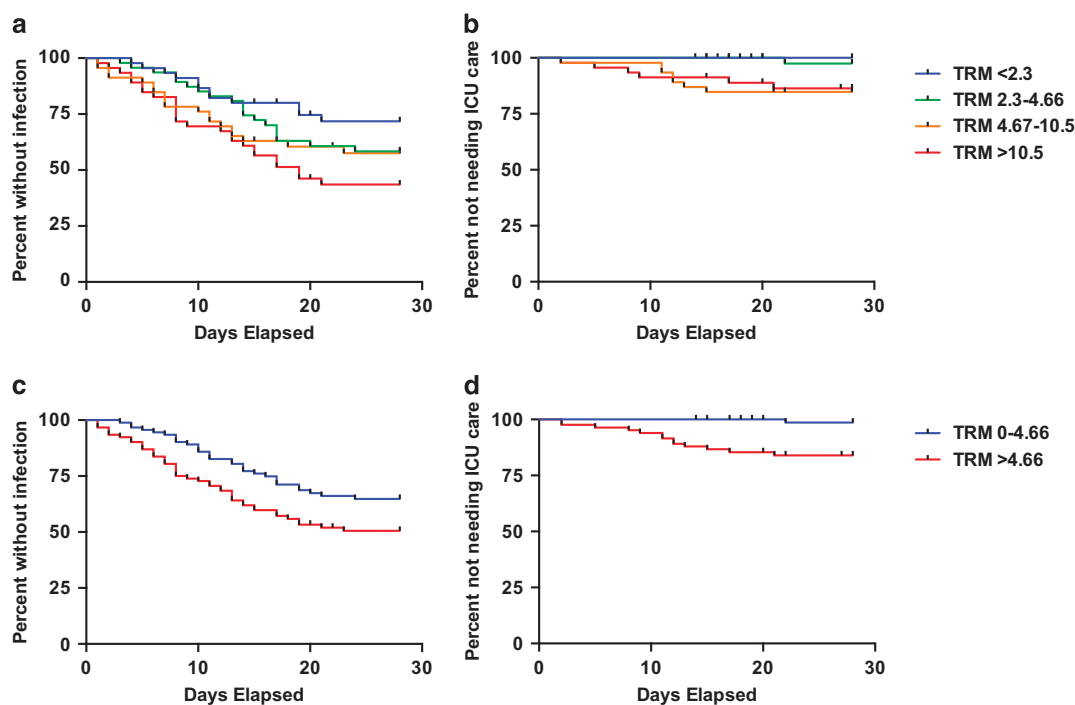 a
Percent without infection
100
75
50
25
0
0 10 20 30
Days Elapsed
b
Percent not needing ICU care
100
75
50
25
0
0 10 20 30
Days Elapsed
TRM <2.3
TRM 2.3-4.66
TRM 4.67-10.5
TRM >10.5
c
Percent without infection
100
75
50
25
0
0 10 20 30
Days Elapsed
d
Percent not needing ICU care
100
75
50
25
0
0 10 20 30
Days Elapsed
TRM 0-4.66
TRM >4.66